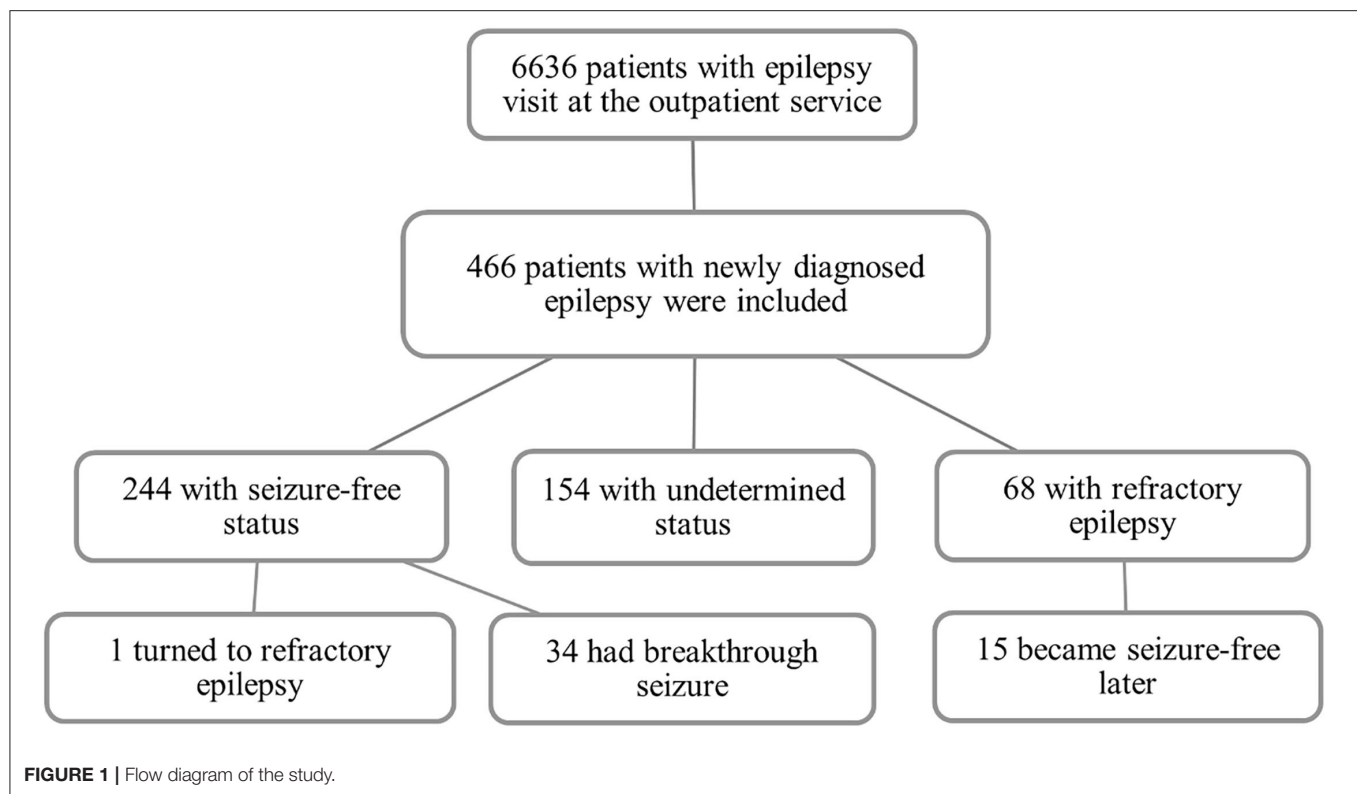 6636 patients with epilepsy
visit at the outpatient service
466 patients with newly diagnosed
epilepsy were included
244 with seizure-free
status
154 with undetermined
status
68 with refractory
epilepsy
1 turned to refractory
epilepsy
34 had breakthrough
seizure
15 became seizure-free
later
FIGURE 1 | Flow diagram of the study.